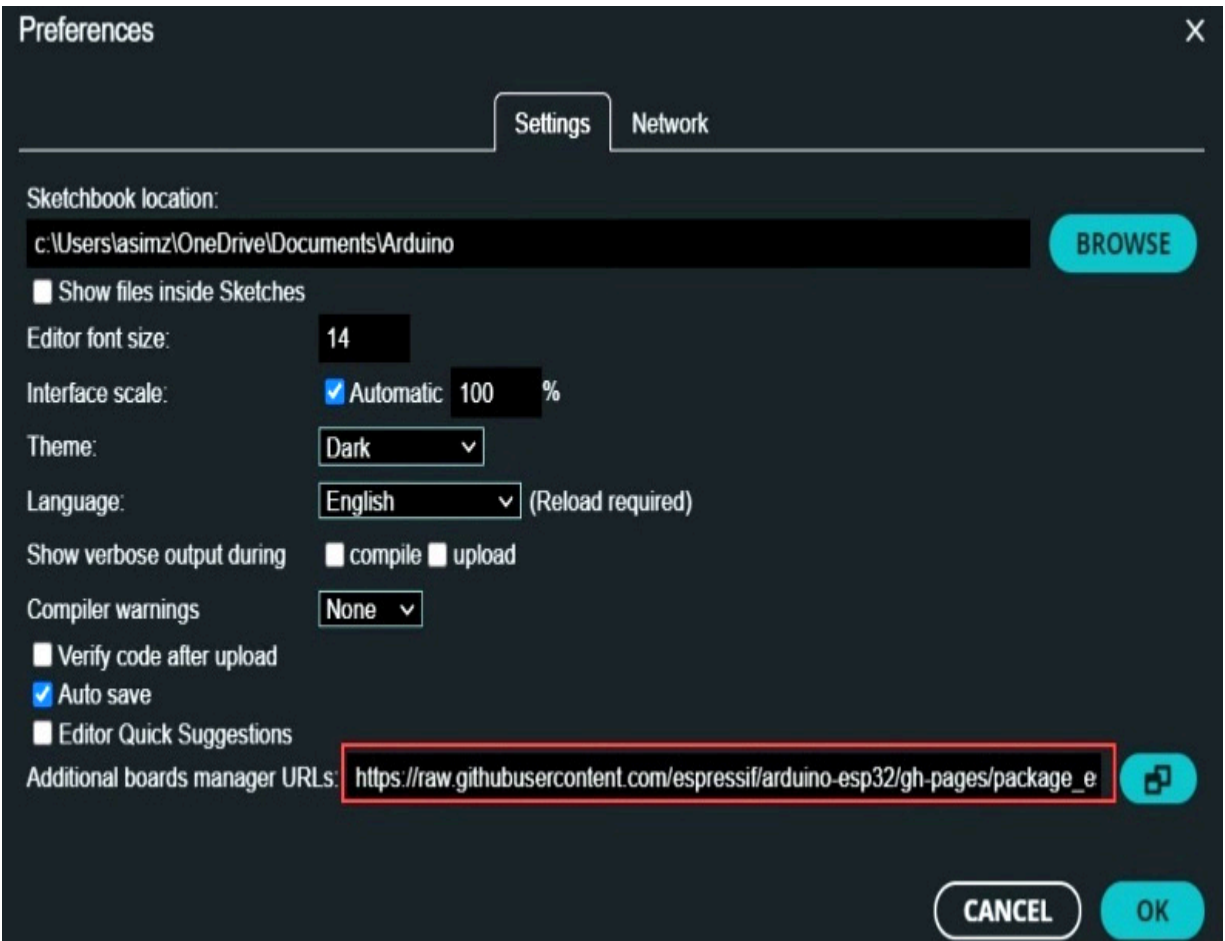 Preferences X
Settings Network
Sketchbook location:
c:\Users\asimz\OneDrive\Documents\Arduino BROWSE
Show files inside Sketches
Editor font size: 14
Interface scale: Automatic 100 %
Theme: Dark
Language: English (Reload required)
Show verbose output during compile upload
Compiler warnings None
Verify code after upload
Auto save
Editor Quick Suggestions
Additional boards manager URLs: https://raw.githubusercontent.com/espressif/arduino-esp32/gh-pages/package_e
CANCEL OK